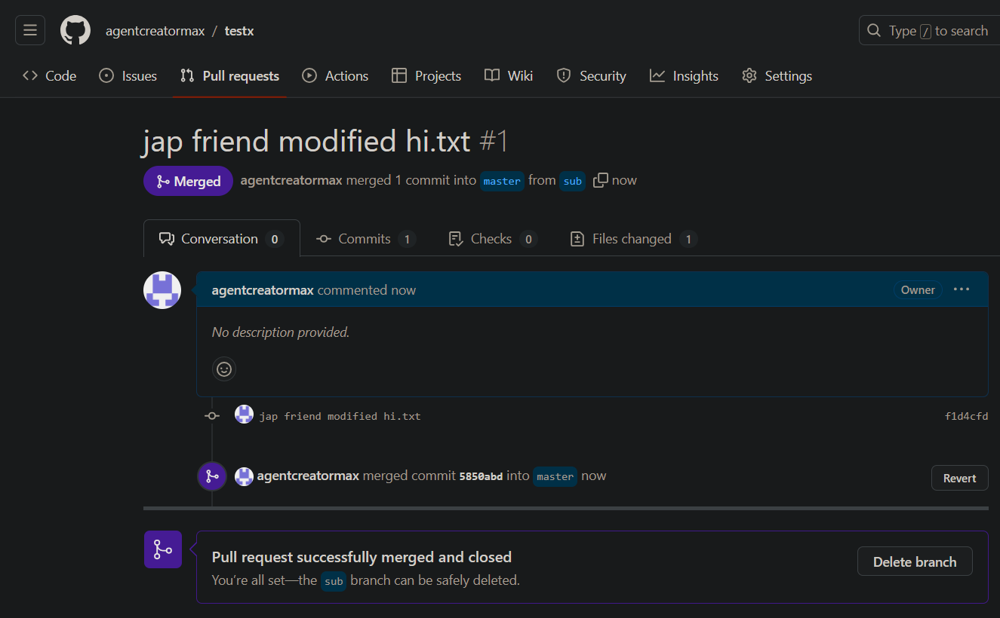 agentcreatormax / testx
Type / to search
Code Issues Pull requests Actions Projects Wiki Security Insights Settings
jap friend modified hi.txt #1
Merged agentcreatormax merged 1 commit into master from sub now
Conversation 0 Commits 1 Checks 0 Files changed 1
agentcreatormax commented now Owner
No description provided.
jap friend modified hi.txt f1d4cfd
agentcreatormax merged commit 5850abd into master now Revert
Pull request successfully merged and closed
You’re all set—the sub branch can be safely deleted.
Delete branch